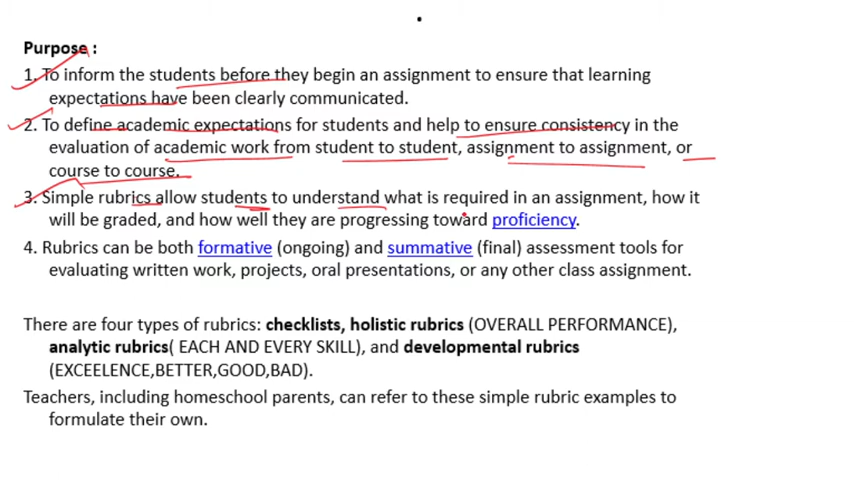 Purpose :
1. To inform the students before they begin an assignment to ensure that learning
expectations have been clearly communicated.
2. To define academic expectations for students and help to ensure consistency in the
evaluation of academic work from student to student, assignment to assignment, or
course to course.
3. Simple rubrics allow students to understand what is required in an assignment, how it
will be graded, and how well they are progressing toward proficiency.
4. Rubrics can be both formative (ongoing) and summative (final) assessment tools for
evaluating written work, projects, oral presentations, or any other class assignment.
There are four types of rubrics: checklists, holistic rubrics (OVERALL PERFORMANCE),
analytic rubrics( EACH AND EVERY SKILL), and developmental rubrics
(EXCEELENCE,BETTER,GOOD,BAD).
Teachers, including homeschool parents, can refer to these simple rubric examples to
formulate their own.